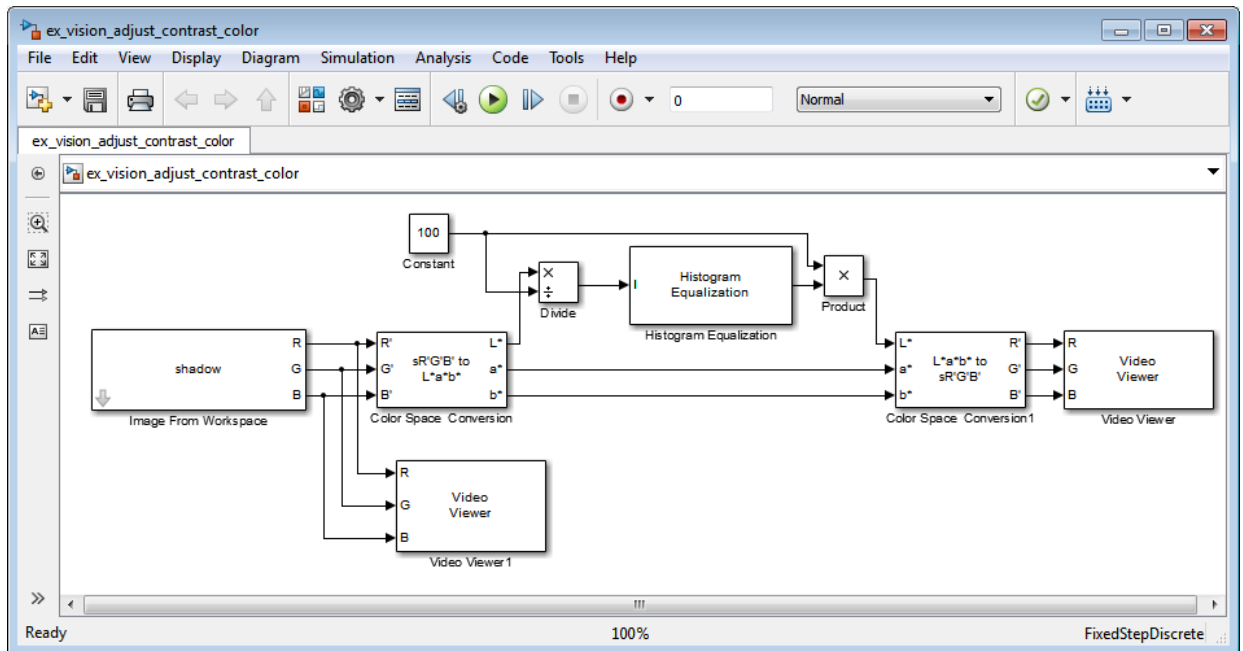 ex_vision_adjust_contrast_color
File Edit View Display Diagram Simulation Analysis Code Tools Help
0 Normal
ex_vision_adjust_contrast_color
ex_vision_adjust_contrast_color
100
Constant
×
÷
Divide
I
Histogram
Equalization
Histogram Equalization
×
Product
shadow
R
G
B
Image From Workspace
R'
G'
B'
sR'G'B' to
L*a*b*
L*
a*
b*
Color Space Conversion
L*
a*
b*
L*a*b* to
sR'G'B'
R'
G'
B'
Color Space Conversion1
R
G
B
Video
Viewer
Video Viewer
R
G
B
Video
Viewer
Video Viewer1
Ready 100% FixedStepDiscrete